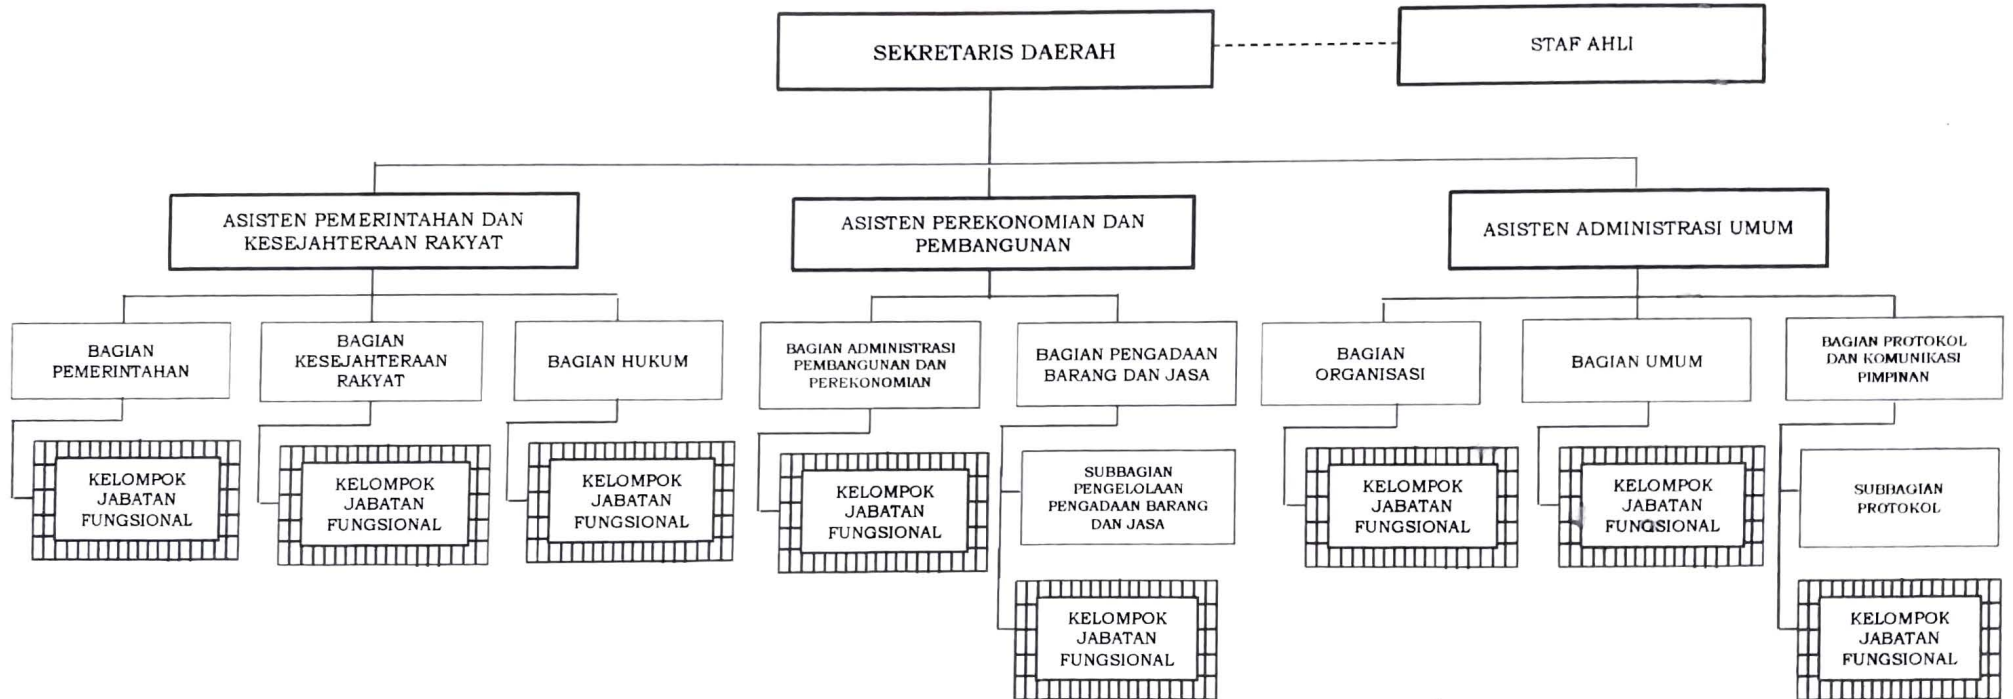 SEKRETARIS DAERAH
STAF AHLI
ASISTEN PEMERINTAHAN DAN
KESEJAHTERAAN RAKYAT
ASISTEN PEREKONOMIAN DAN
PEMBANGUNAN
ASISTEN ADMINISTRASI UMUM
BAGIAN
PEMERINTAHAN
BAGIAN
KESEJAHTERAAN
RAKYAT
BAGIAN HUKUM
BAGIAN ADMINISTRASI
PEMBANGUNAN DAN
PEREKONOMIAN
BAGIAN PENGADAAN
BARANG DAN JASA
BAGIAN
ORGANISASI
BAGIAN UMUM
BAGIAN PROTOKOL
DAN KOMUNIKASI
PIMPINAN
KELOMPOK
JABATAN
FUNGSIONAL
KELOMPOK
JABATAN
FUNGSIONAL
KELOMPOK
JABATAN
FUNGSIONAL
KELOMPOK
JABATAN
FUNGSIONAL
SUBBAGIAN
PENGELOLAAN
PENGADAAN BARANG
DAN JASA
KELOMPOK
JABATAN
FUNGSIONAL
KELOMPOK
JABATAN
FUNGSIONAL
SUBBAGIAN
PROTOKOL
KELOMPOK
JABATAN
FUNGSIONAL
KELOMPOK
JABATAN
FUNGSIONAL